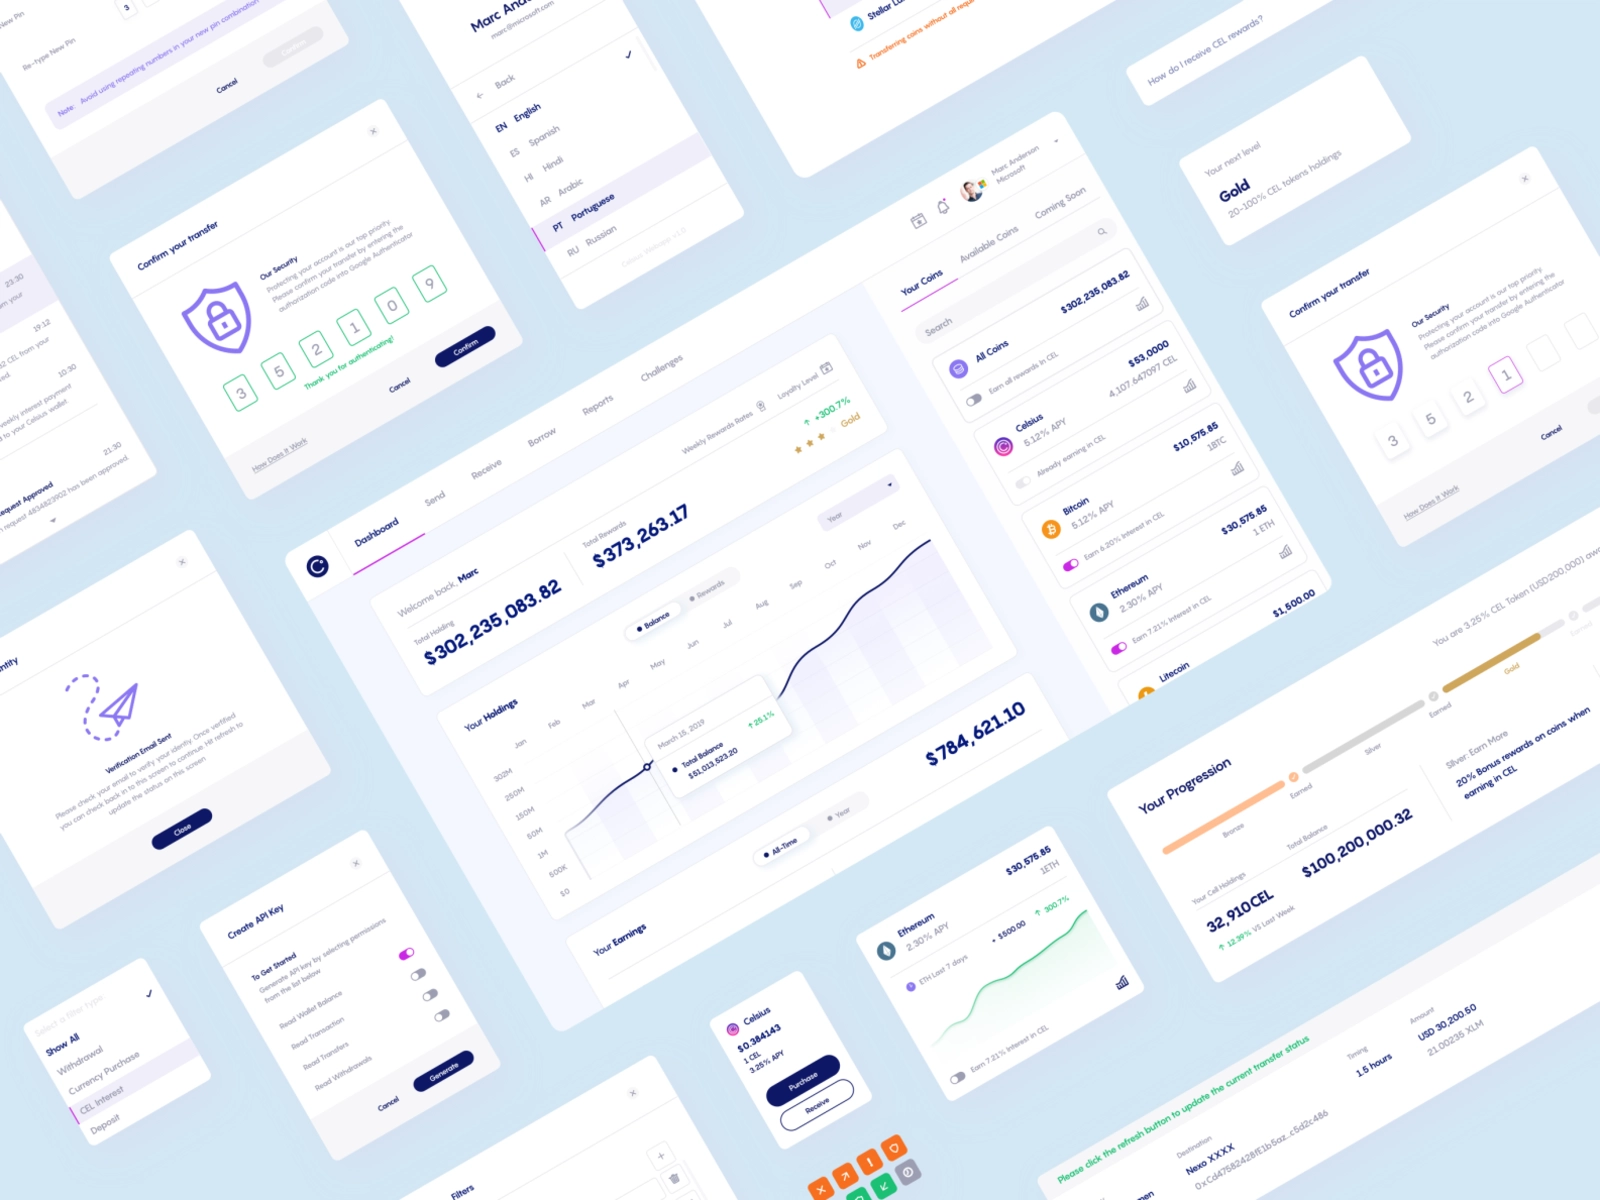 New Pin
3
Re-type New Pin
Note: Avoid using repeating numbers in your new pin combination
Cancel
Confirm
marc@microsoft.com
Back
EN English
ES Spanish
HI Hindi
AR Arabic
PT Portuguese
RU Russian
Transferring coins without all
How do I receive CEL rewards?
Your next level
Gold
20-100% CEL tokens holdings
Confirm your transfer
Our Security
Protecting your account is our top priority
Please confirm your transfer by entering the
authorization code into Google Authenticator
3 5 2 1 0 9
Thank you for authenticating!
Cancel
Confirm
How Does It Work
Confirm your transfer
Our Security
Protecting your account is our top priority
Please confirm your transfer by entering the
authorization code into Google Authenticator
3 5 2 1
Cancel
How Does It Work
23:30
19:12
CEL from your
10:30
weekly interest payment
to your Celsius wallet
21:30
Request Approved
request 4834823902 has been approved.
Marc Anderson
Microsoft
Dashboard
Send
Receive
Borrow
Reports
Challenges
Welcome back, Marc
Weekly Rewards Rates
Loyalty Level
Total Holding
$302,235,083.82
Total Rewards
$373,263.17
+300.7%
Gold
Your Holdings
Balance
Rewards
Year
Jan
Feb
Mar
Apr
May
Jun
Jul
Aug
Sep
Oct
Nov
Dec
302M
250M
150M
50M
1M
500K
$0
March 15, 2019
25.1%
Total Balance
$51,013,523.20
Your Earnings
All-Time
Year
$784,621.10
Your Coins
Available Coins
Coming Soon
Search
All Coins
$302,235,083.82
Earn all rewards in CEL
Celsius
5.12% APY
$53,0000
4,107.647097 CEL
Already earning in CEL
Bitcoin
5.12% APY
$10,575.85
1BTC
Earn 6.20% interest in CEL
Ethereum
2.30% APY
$30,575.85
1 ETH
Earn 7.21% interest in CEL
Litecoin
$1,500.00
Verification Email Sent
Please check your email to verify your identity. Once verified
you can check back in to this screen to continue. Hit refresh to
update the status on this screen
Close
Create API Key
To Get Started
Generate API key by selecting permissions
from the list below
Read Wallet Balance
Read Transaction
Read Transfers
Read Withdrawals
Cancel
Generate
Select a filter type
Show All
Withdrawal
Currency Purchase
CEL Interest
Deposit
Filters
Celsius
$0.384143
1 CEL
3.25% APY
Purchase
Receive
Ethereum
2.30% APY
$30,575.85
1ETH
ETH Last 7 days
+ $500.00
300.7%
Earn 7.21% interest in CEL
Your Progression
You are 3.25% CEL Token (USD200,000)
Bronze
Earned
Silver
Earned
Gold
Earned
Your Cell Holdings
32,910CEL
12.39% VS Last Week
Total Balance
$100,200,000.32
Silver: Earn More
20% Bonus rewards on coins when
earning in CEL
Please click the refresh button to update the current transfer status
Destination
Nexo XXXX
0xCd47582428fE1b5az...c5d2c486
Timing
1.5 hours
Amount
USD 30,200.50
21.00235 XLM